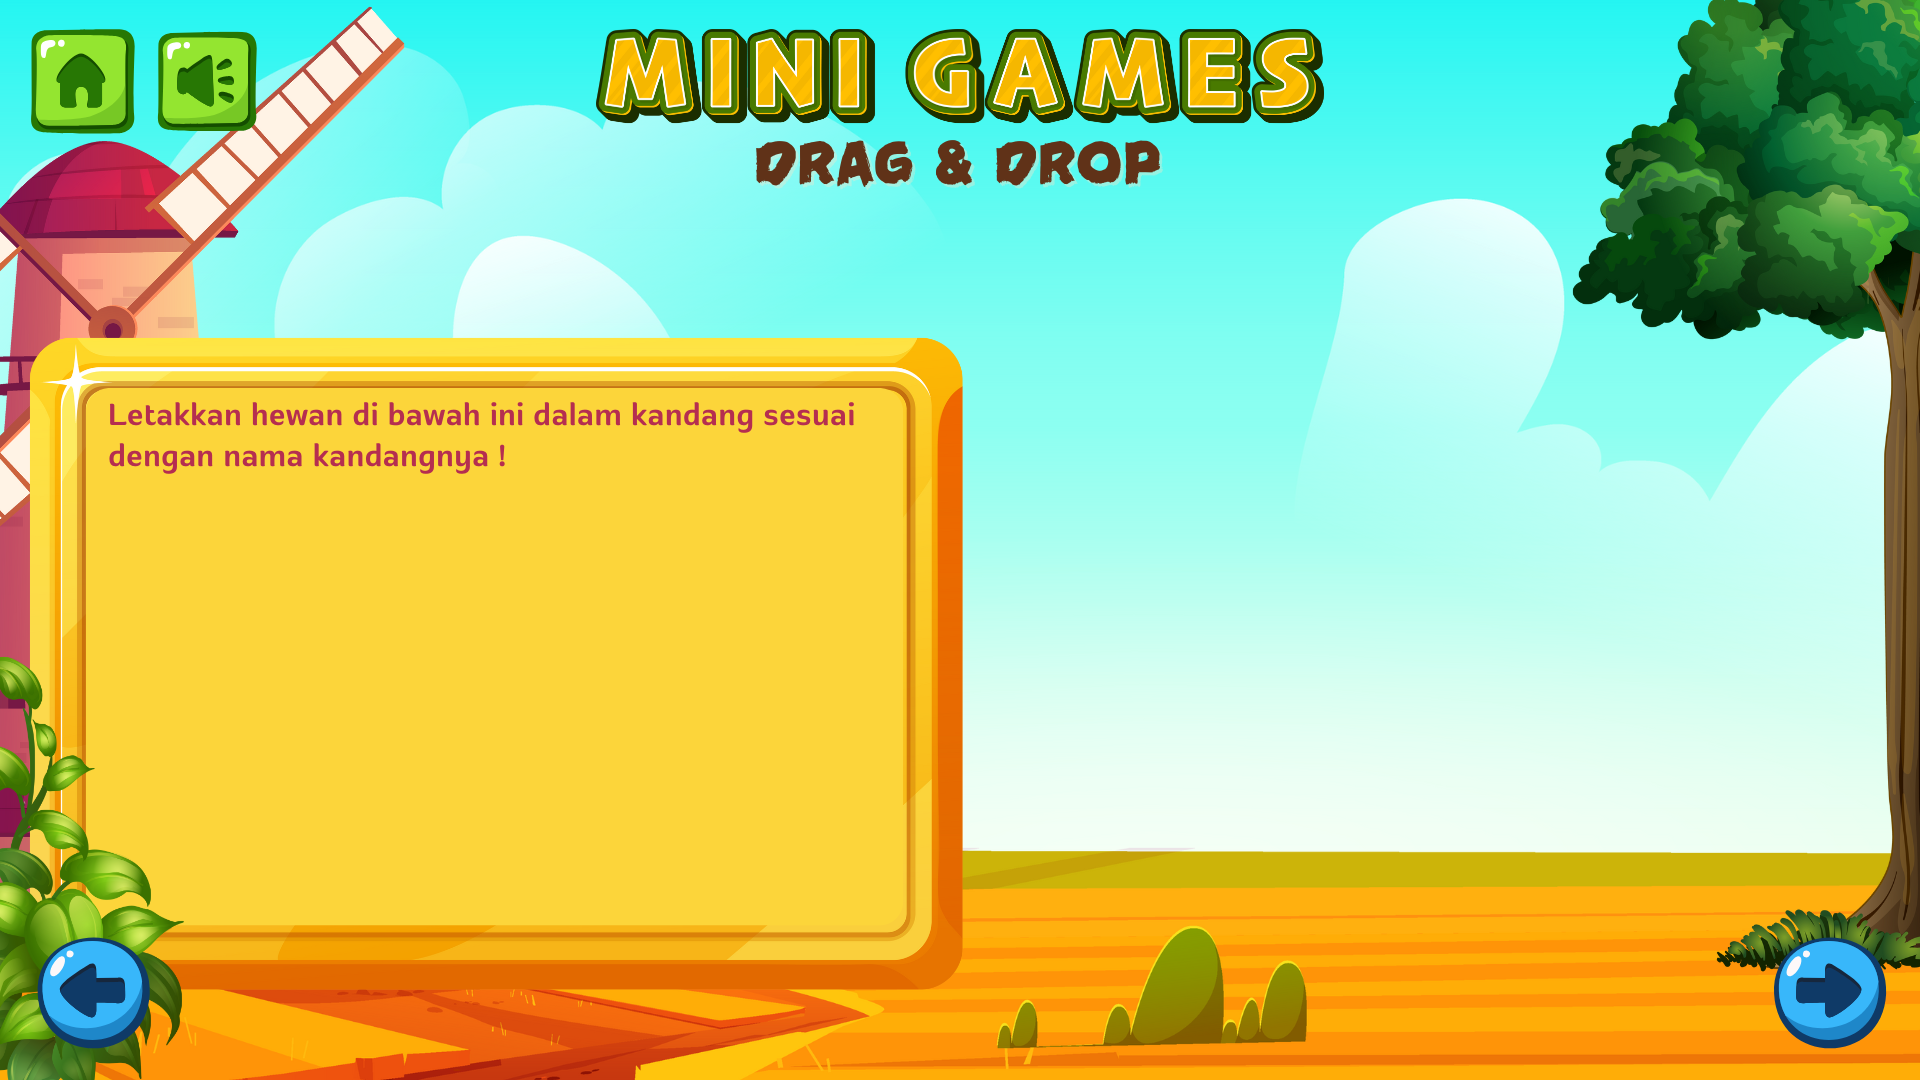 MINI GAMES
DRAG & DROP
Letakkan hewan di bawah ini dalam kandang sesuai
dengan nama kandangnya !